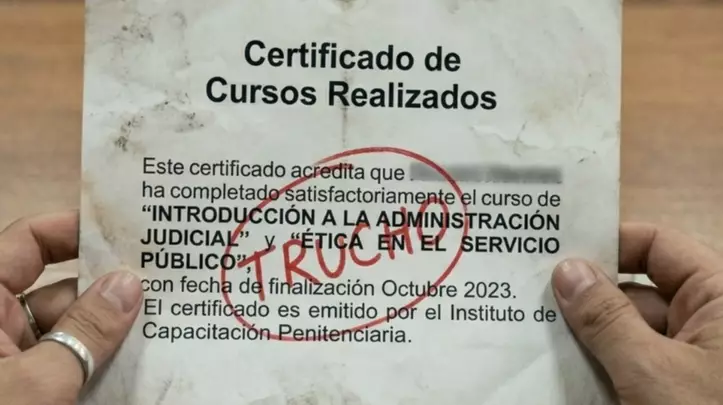 Certificado de
Cursos Realizados
Este certificado acredita que
ha completado satisfactoriamente el curso de
“INTRODUCCIÓN A LA ADMINISTRACIÓN
JUDICIAL” y “ÉTICA EN EL SERVICIO
PÚBLICO”,
con fecha de finalización Octubre 2023.
El certificado es emitido por el Instituto de
Capacitación Penitenciaria.
TRUCHO